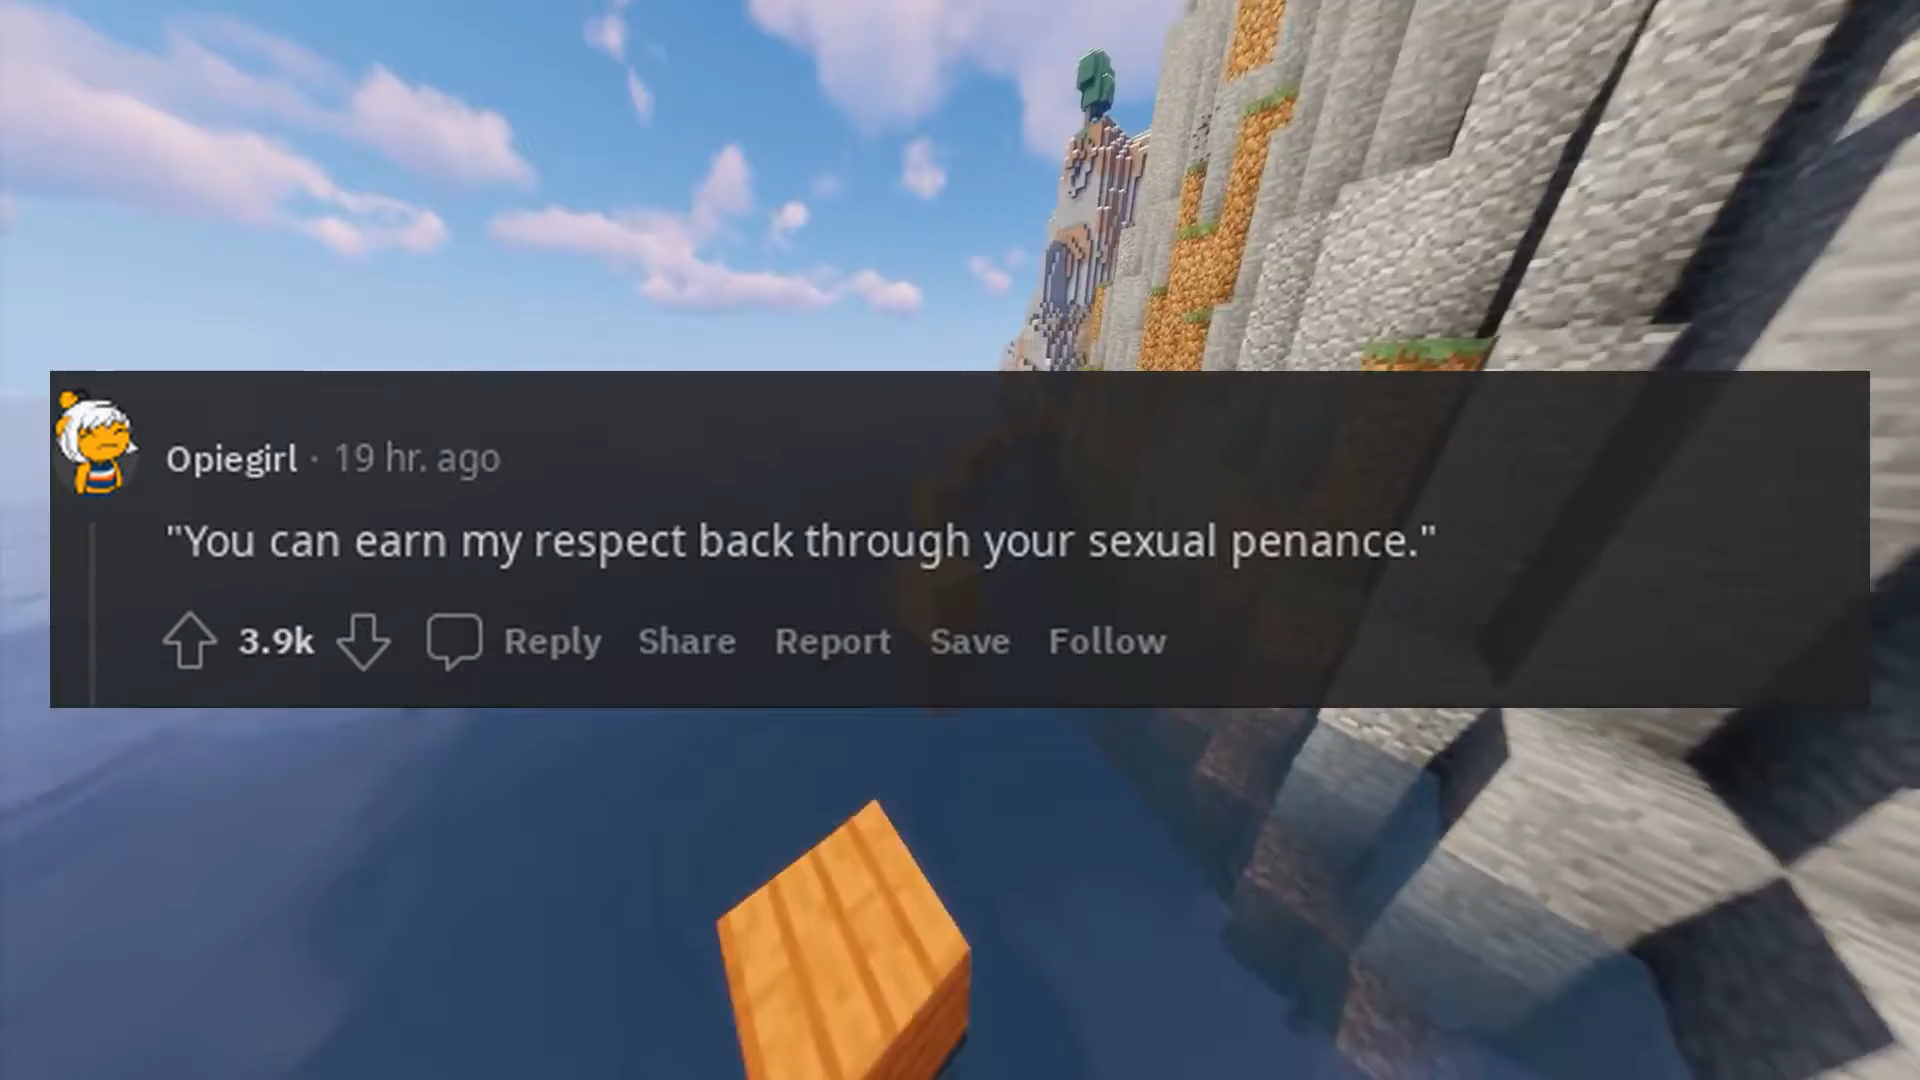 Opiegirl · 19 hr. ago
"You can earn my respect back through your sexual penance."
3.9k Reply Share Report Save Follow